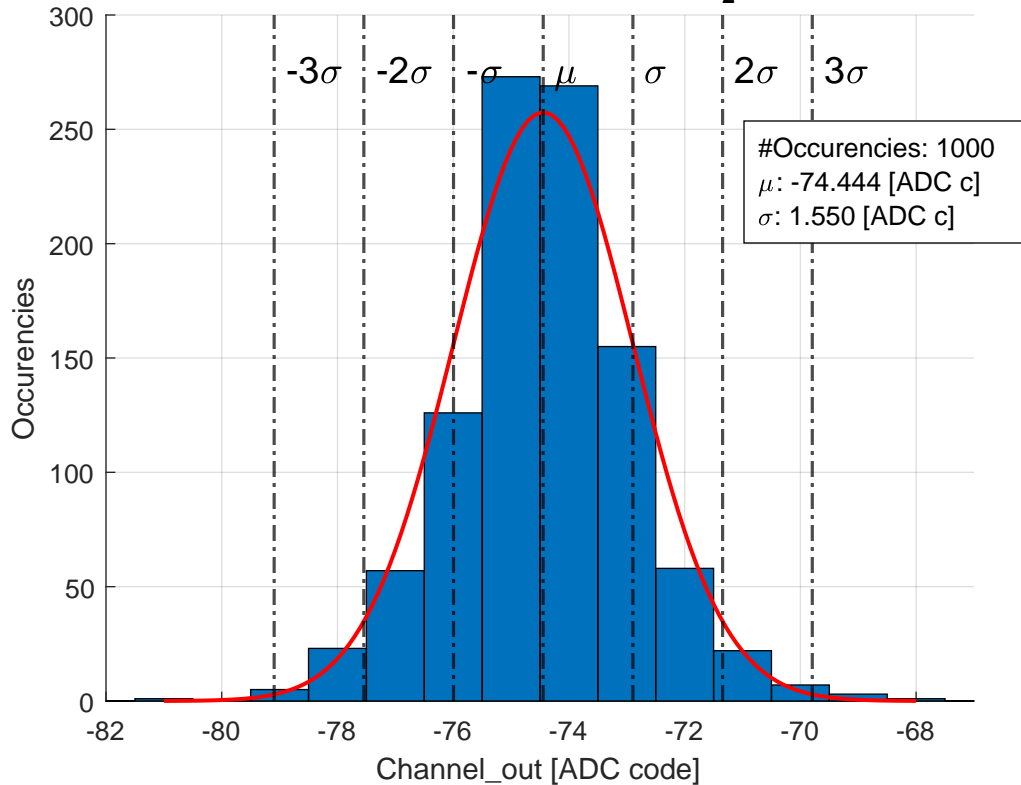 300
250
200
150
100
50
0
-3σ -2σ -σ μ σ 2σ 3σ
#Occurencies: 1000
μ: -74.444 [ADC c]
σ: 1.550 [ADC c]
Occurencies
-82 -80 -78 -76 -74 -72 -70 -68
Channel_out [ADC code]